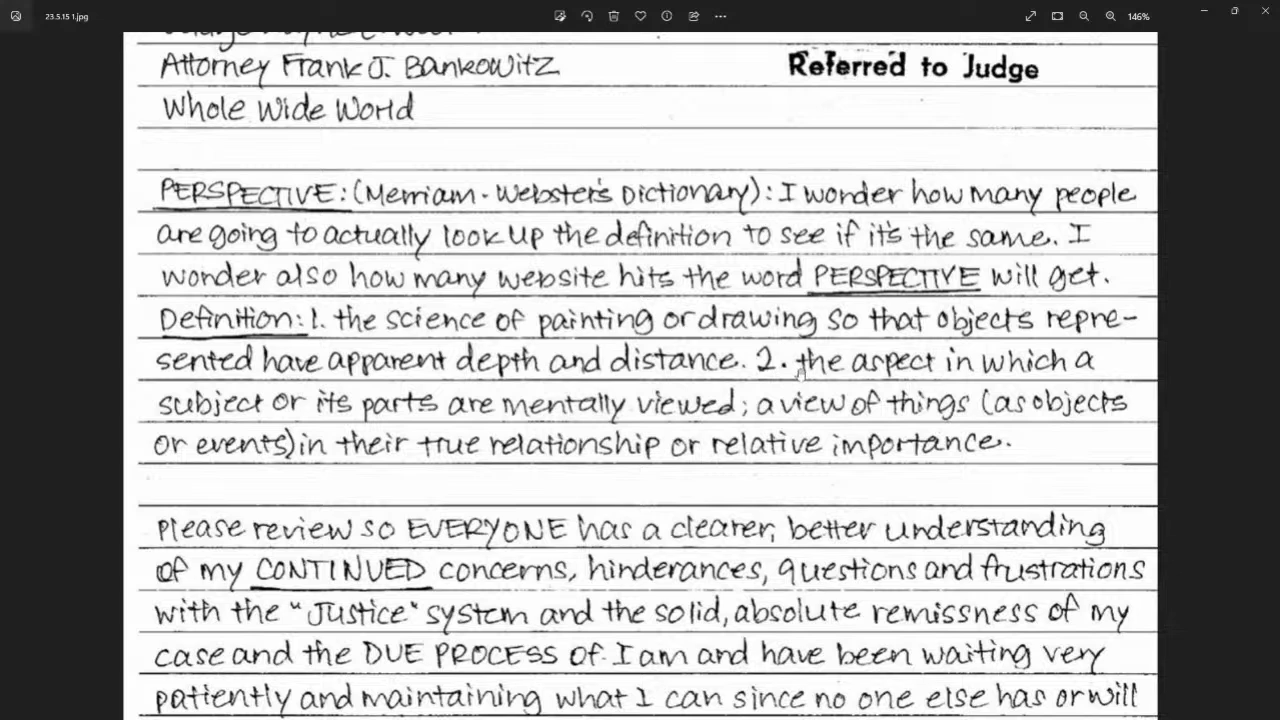 23.5.15 1.jpg
146%
Attorney Frank J. Bankowitz
Referred to Judge
Whole Wide World
PERSPECTIVE: (Merriam-Webster's Dictionary): I wonder how many people
are going to actually look up the definition to see if it's the same. I
wonder also how many website hits the word PERSPECTIVE will get.
Definition: 1. the science of painting or drawing so that objects repre-
sented have apparent depth and distance. 2. the aspect in which a
subject or its parts are mentally viewed; a view of things (as objects
or events) in their true relationship or relative importance.
Please review so EVERYONE has a clearer, better understanding
of my CONTINUED concerns, hinderances, questions and frustrations
with the "Justice" system and the solid, absolute remissness of my
case and the DUE PROCESS of. I am and have been waiting very
patiently and maintaining what I can since no one else has or will